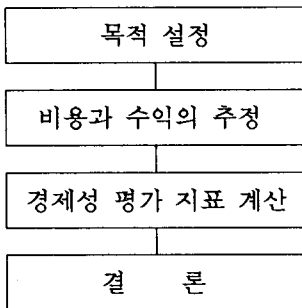 목적 설정
비용과 수익의 추정
경제성 평가 지표 계산
결 론